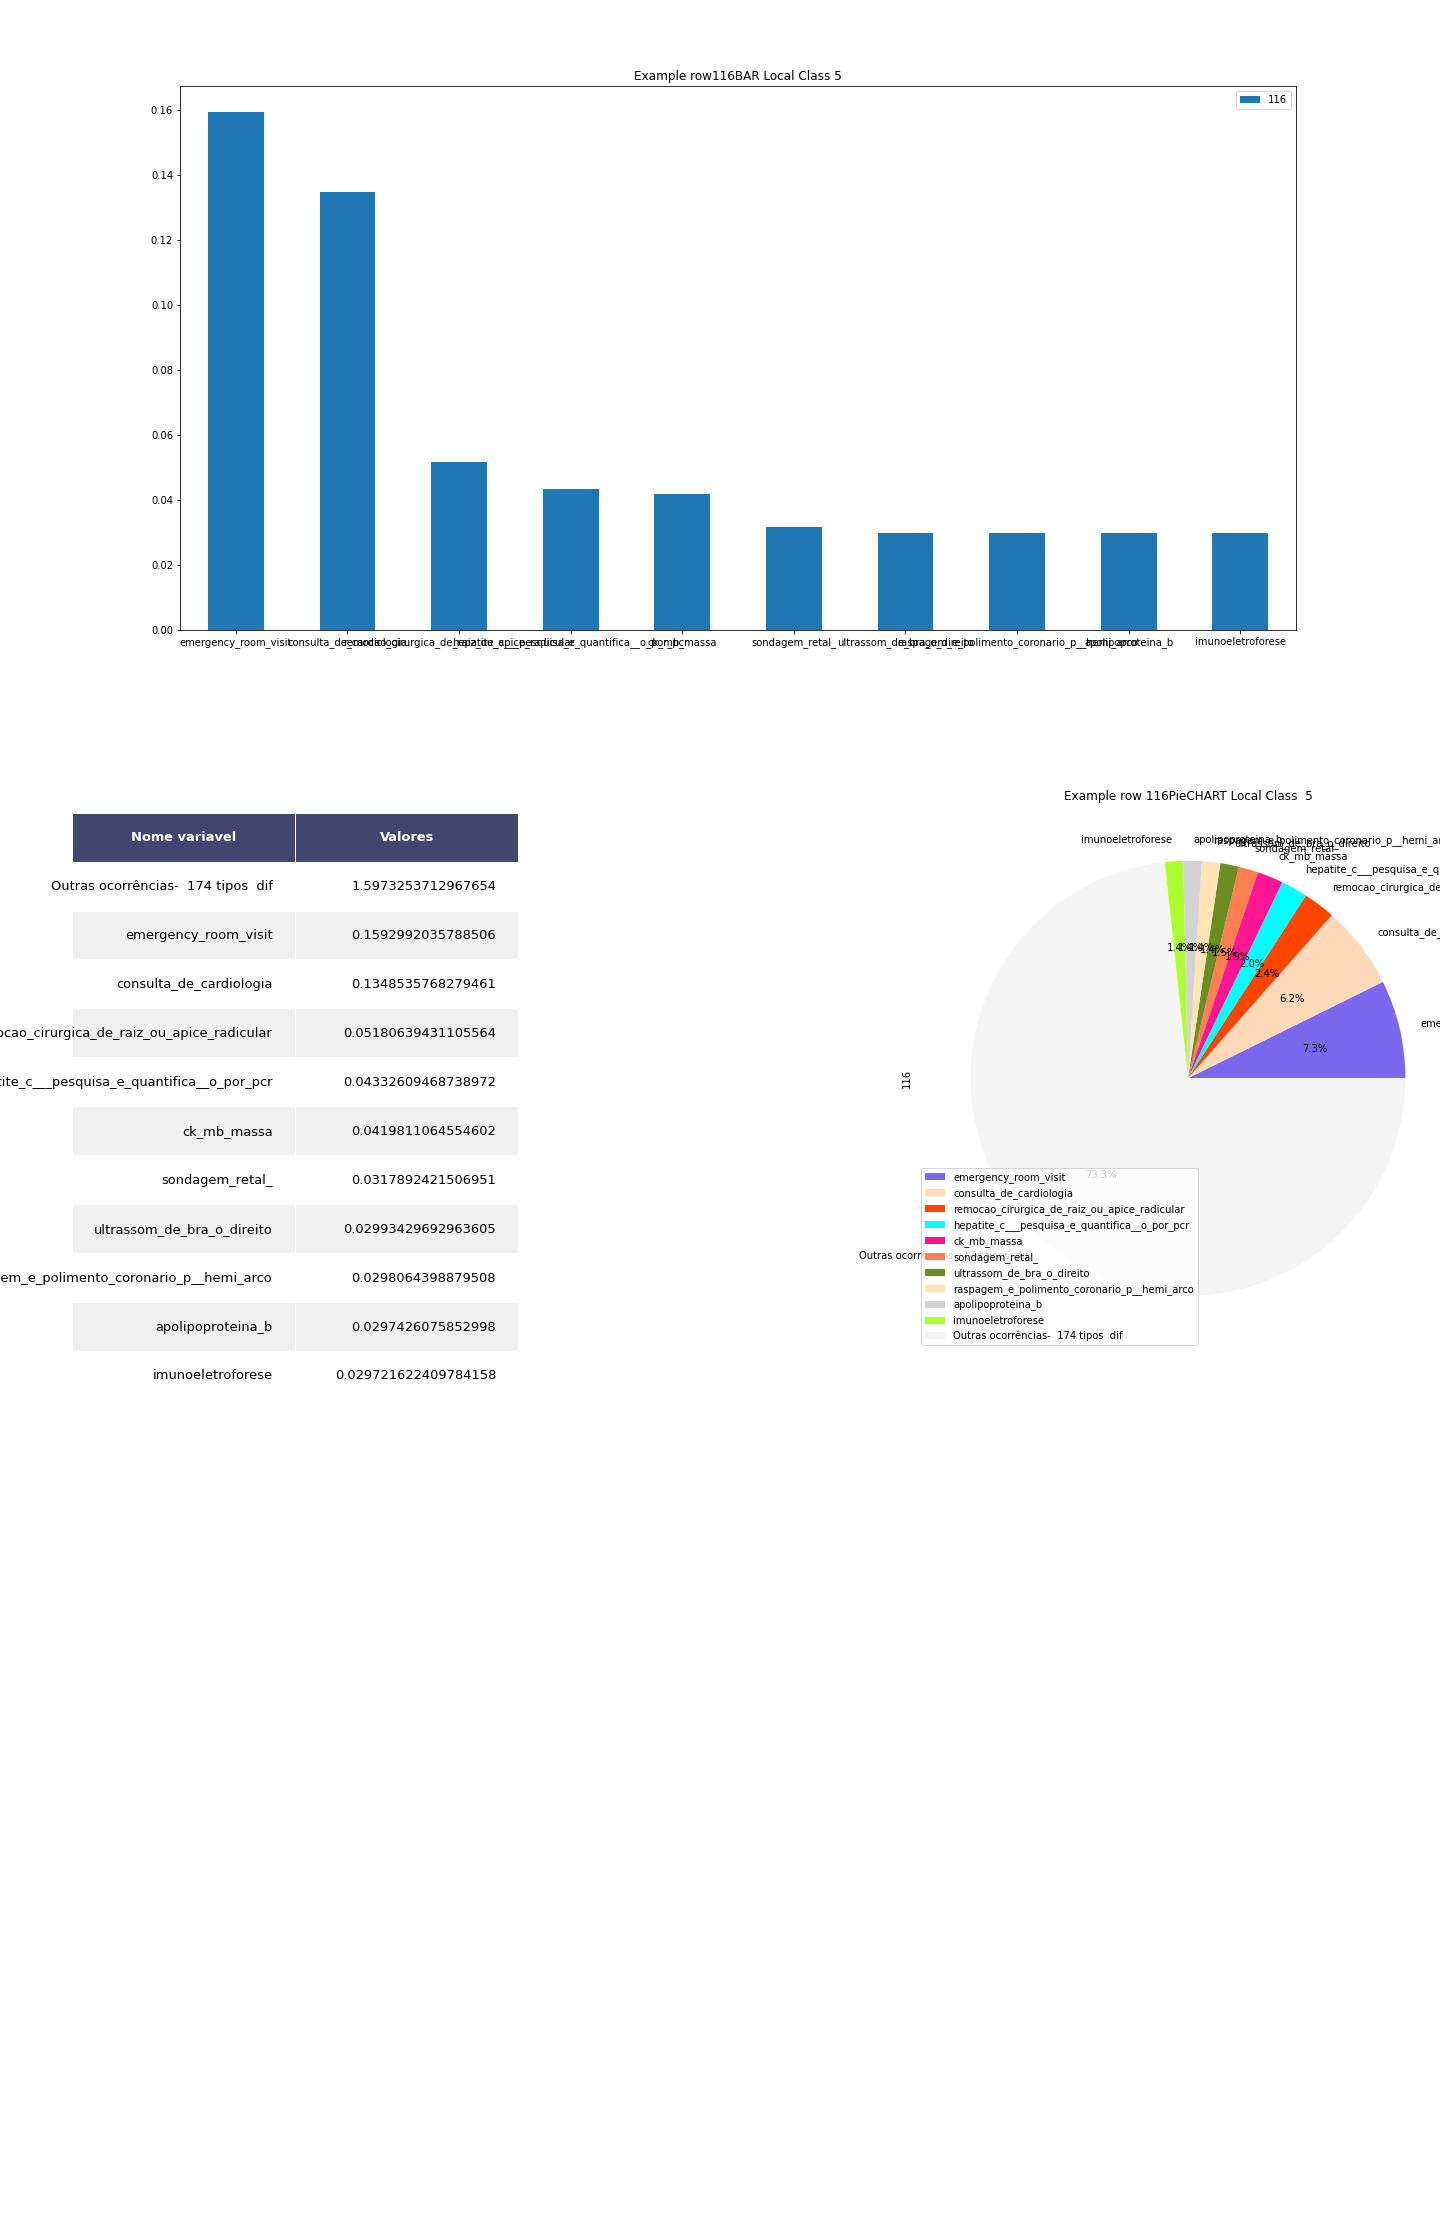 Example row116BAR Local Class 5
116
0.16
0.14
0.12
0.10
0.08
0.06
0.04
0.02
0.00
emergency_room_visit consulta_de_cardiologia remocao_cirurgica_de_raiz_ou_apice_radicular hepatite_c___pesquisa_e_quantifica__o_por_pcr ck_mb_massa sondagem_retal_ ultrassom_de_bra_o_direito raspagem_e_polimento_coronario_p__hemi_arco apolipoproteina_b imunoeletroforese
Nome variavel Valores
Outras ocorrências- 174 tipos dif 1.5973253712967654
emergency_room_visit 0.1592992035788506
consulta_de_cardiologia 0.1348535768279461
ocao_cirurgica_de_raiz_ou_apice_radicular 0.05180639431105564
tite_c___pesquisa_e_quantifica__o_por_pcr 0.04332609468738972
ck_mb_massa 0.0419811064554602
sondagem_retal_ 0.0317892421506951
ultrassom_de_bra_o_direito 0.02993429692963605
em_e_polimento_coronario_p__hemi_arco 0.0298064398879508
apolipoproteina_b 0.0297426075852998
imunoeletroforese 0.029721622409784158
Example row 116PieCHART Local Class 5
imunoeletroforese
apolipoproteina_b
raspagem_e_polimento_coronario_p__hemi_ar
ultrassom_de_bra_o_direito
sondagem_retal_
ck_mb_massa
hepatite_c___pesquisa_e_q
remocao_cirurgica_de
consulta_de_
eme
1.4%
1.4%
1.4%
1.4%
1.5%
1.9%
2.0%
2.4%
6.2%
7.3%
116
73.3%
Outras ocorr
emergency_room_visit
consulta_de_cardiologia
remocao_cirurgica_de_raiz_ou_apice_radicular
hepatite_c___pesquisa_e_quantifica__o_por_pcr
ck_mb_massa
sondagem_retal_
ultrassom_de_bra_o_direito
raspagem_e_polimento_coronario_p__hemi_arco
apolipoproteina_b
imunoeletroforese
Outras ocorrências- 174 tipos dif